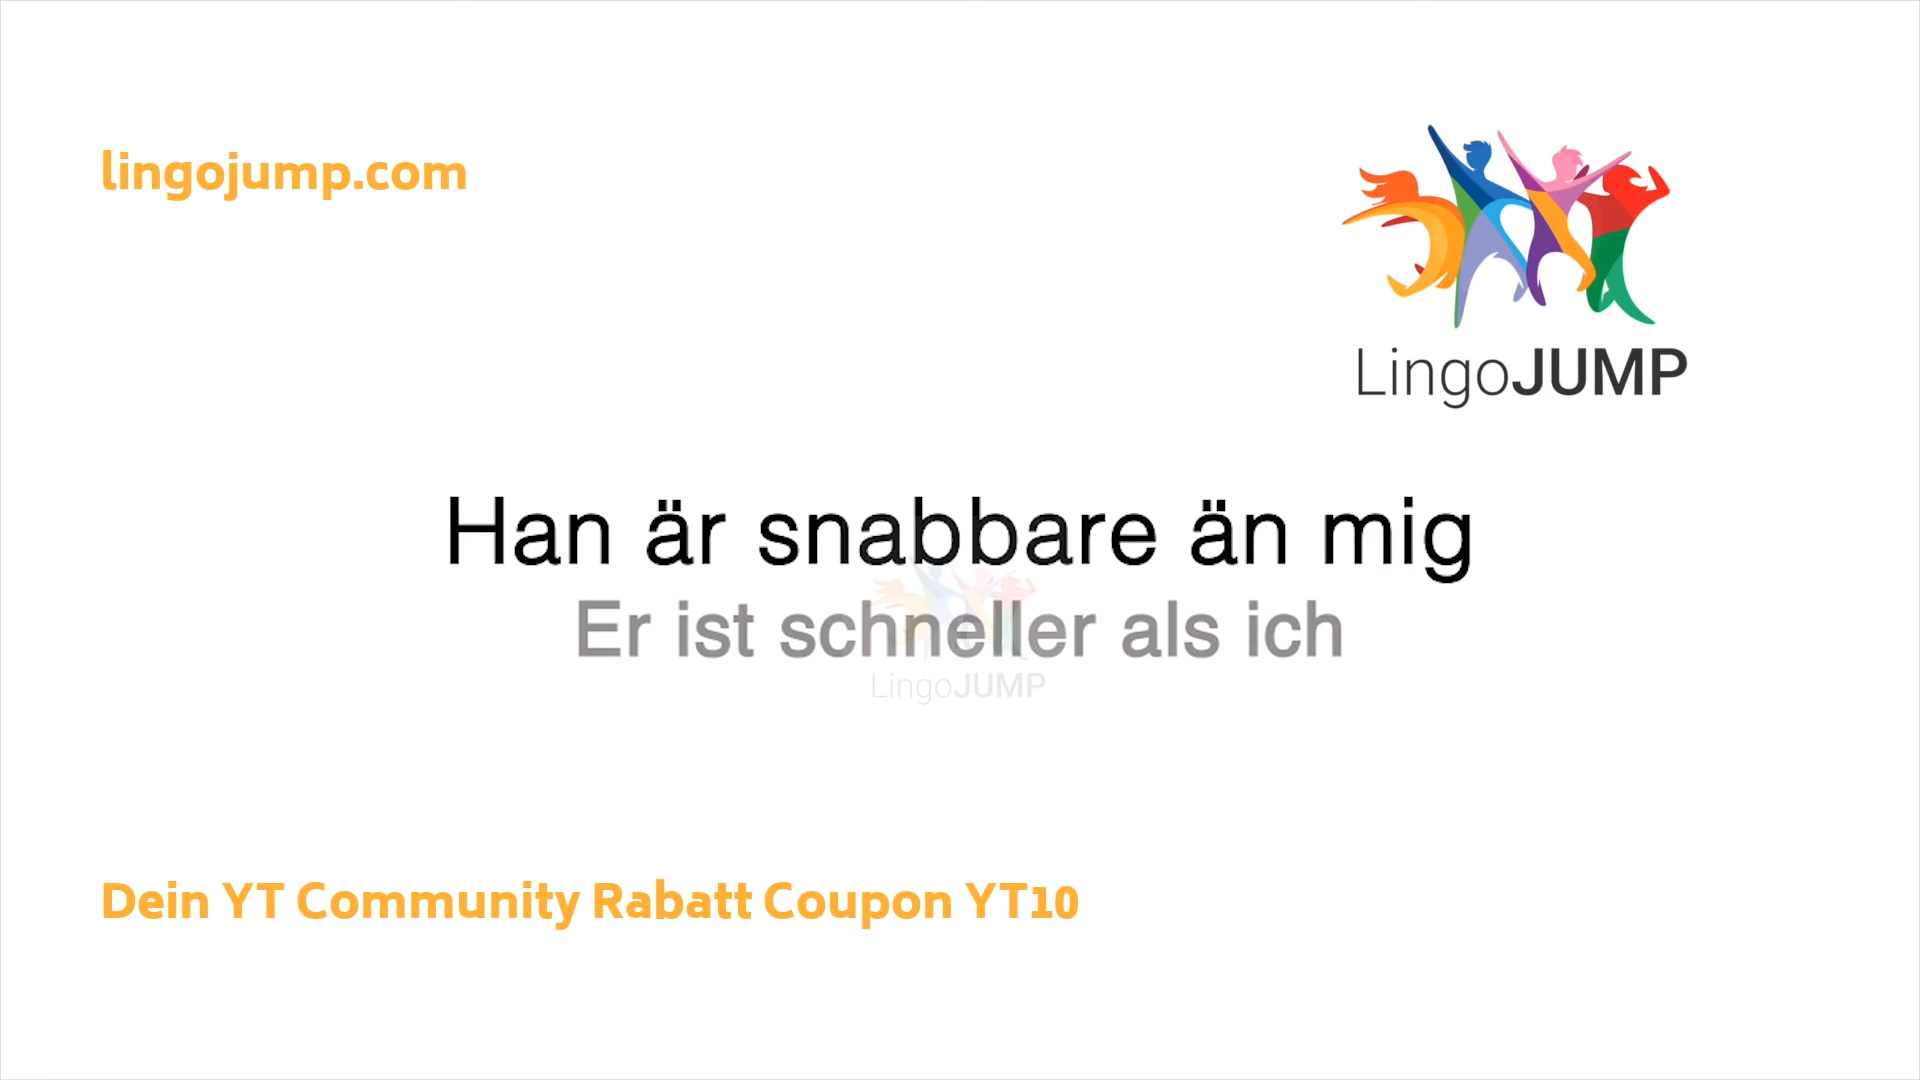 lingojump.com
LingoJUMP
Han är snabbare än mig
Er ist schneller als ich
LingoJUMP
Dein YT Community Rabatt Coupon YT10